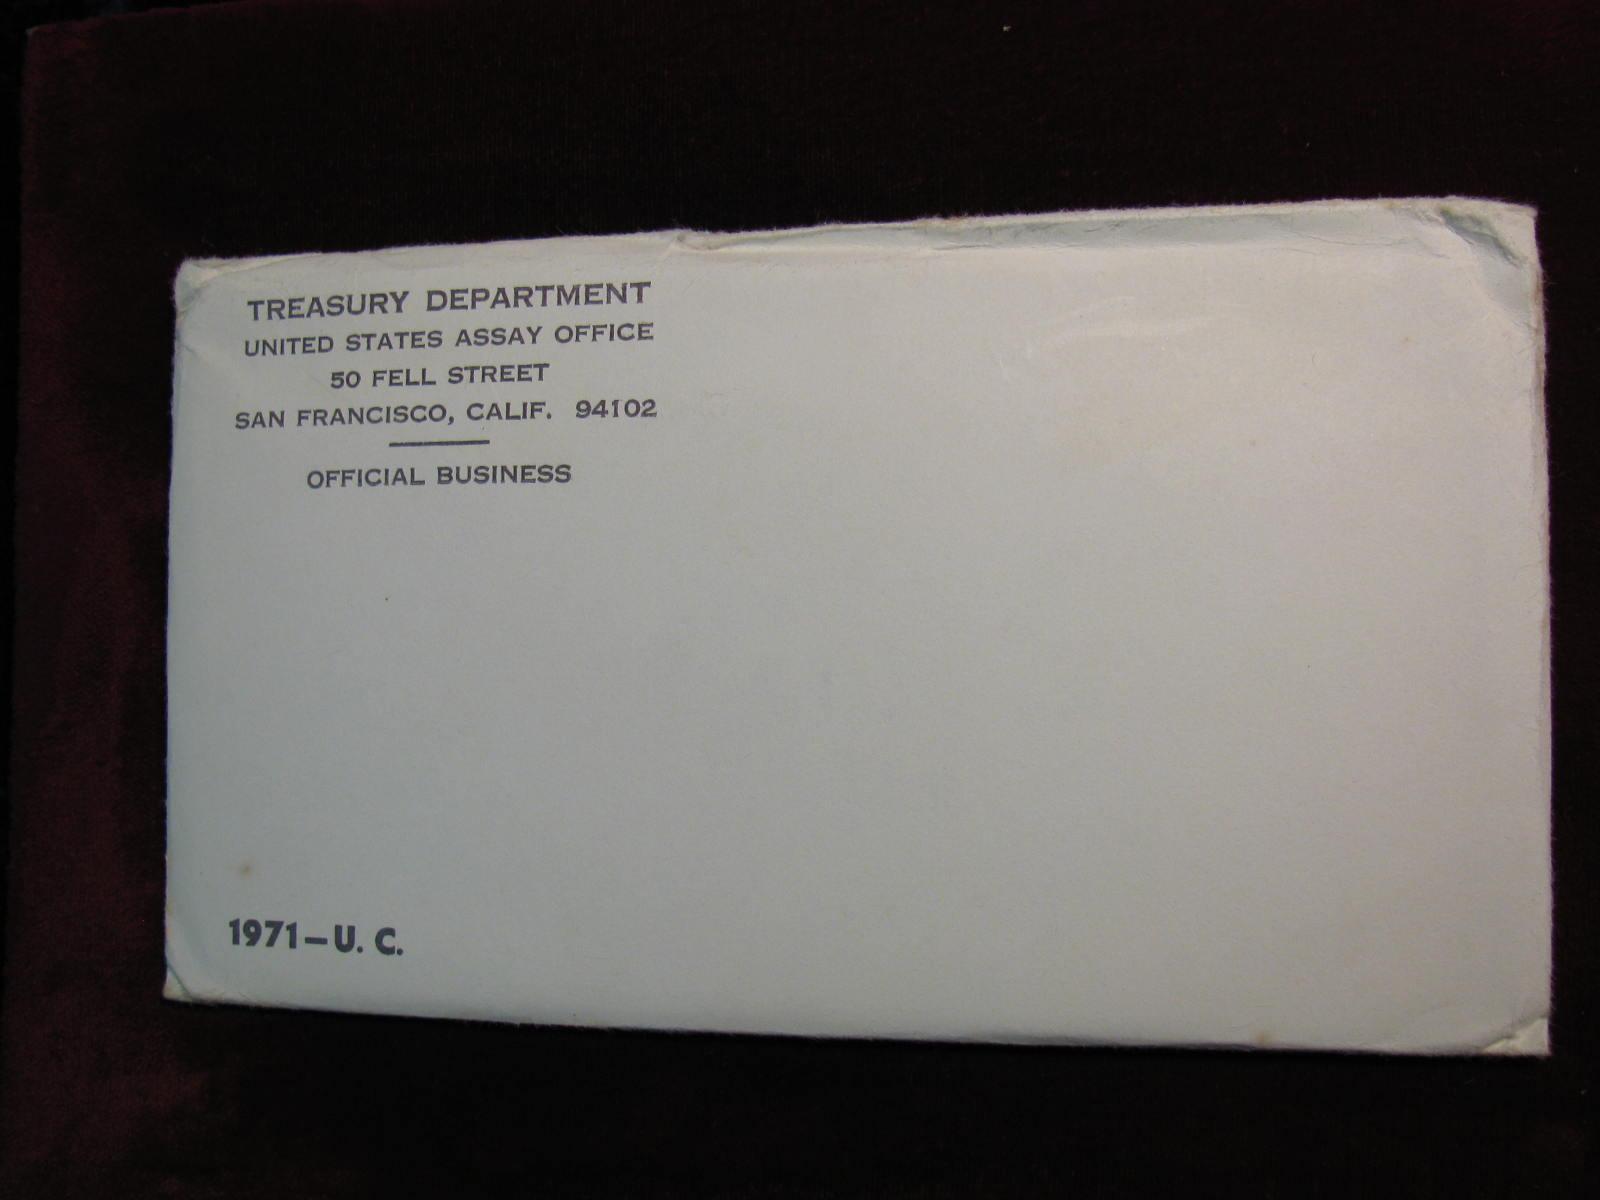 TREASURY DEPARTMENT
UNITED STATES ASSAY OFFICE
50 FELL STREET
SAN FRANCISCO, CALIF. 94102
OFFICIAL BUSINESS
1971-U. C.